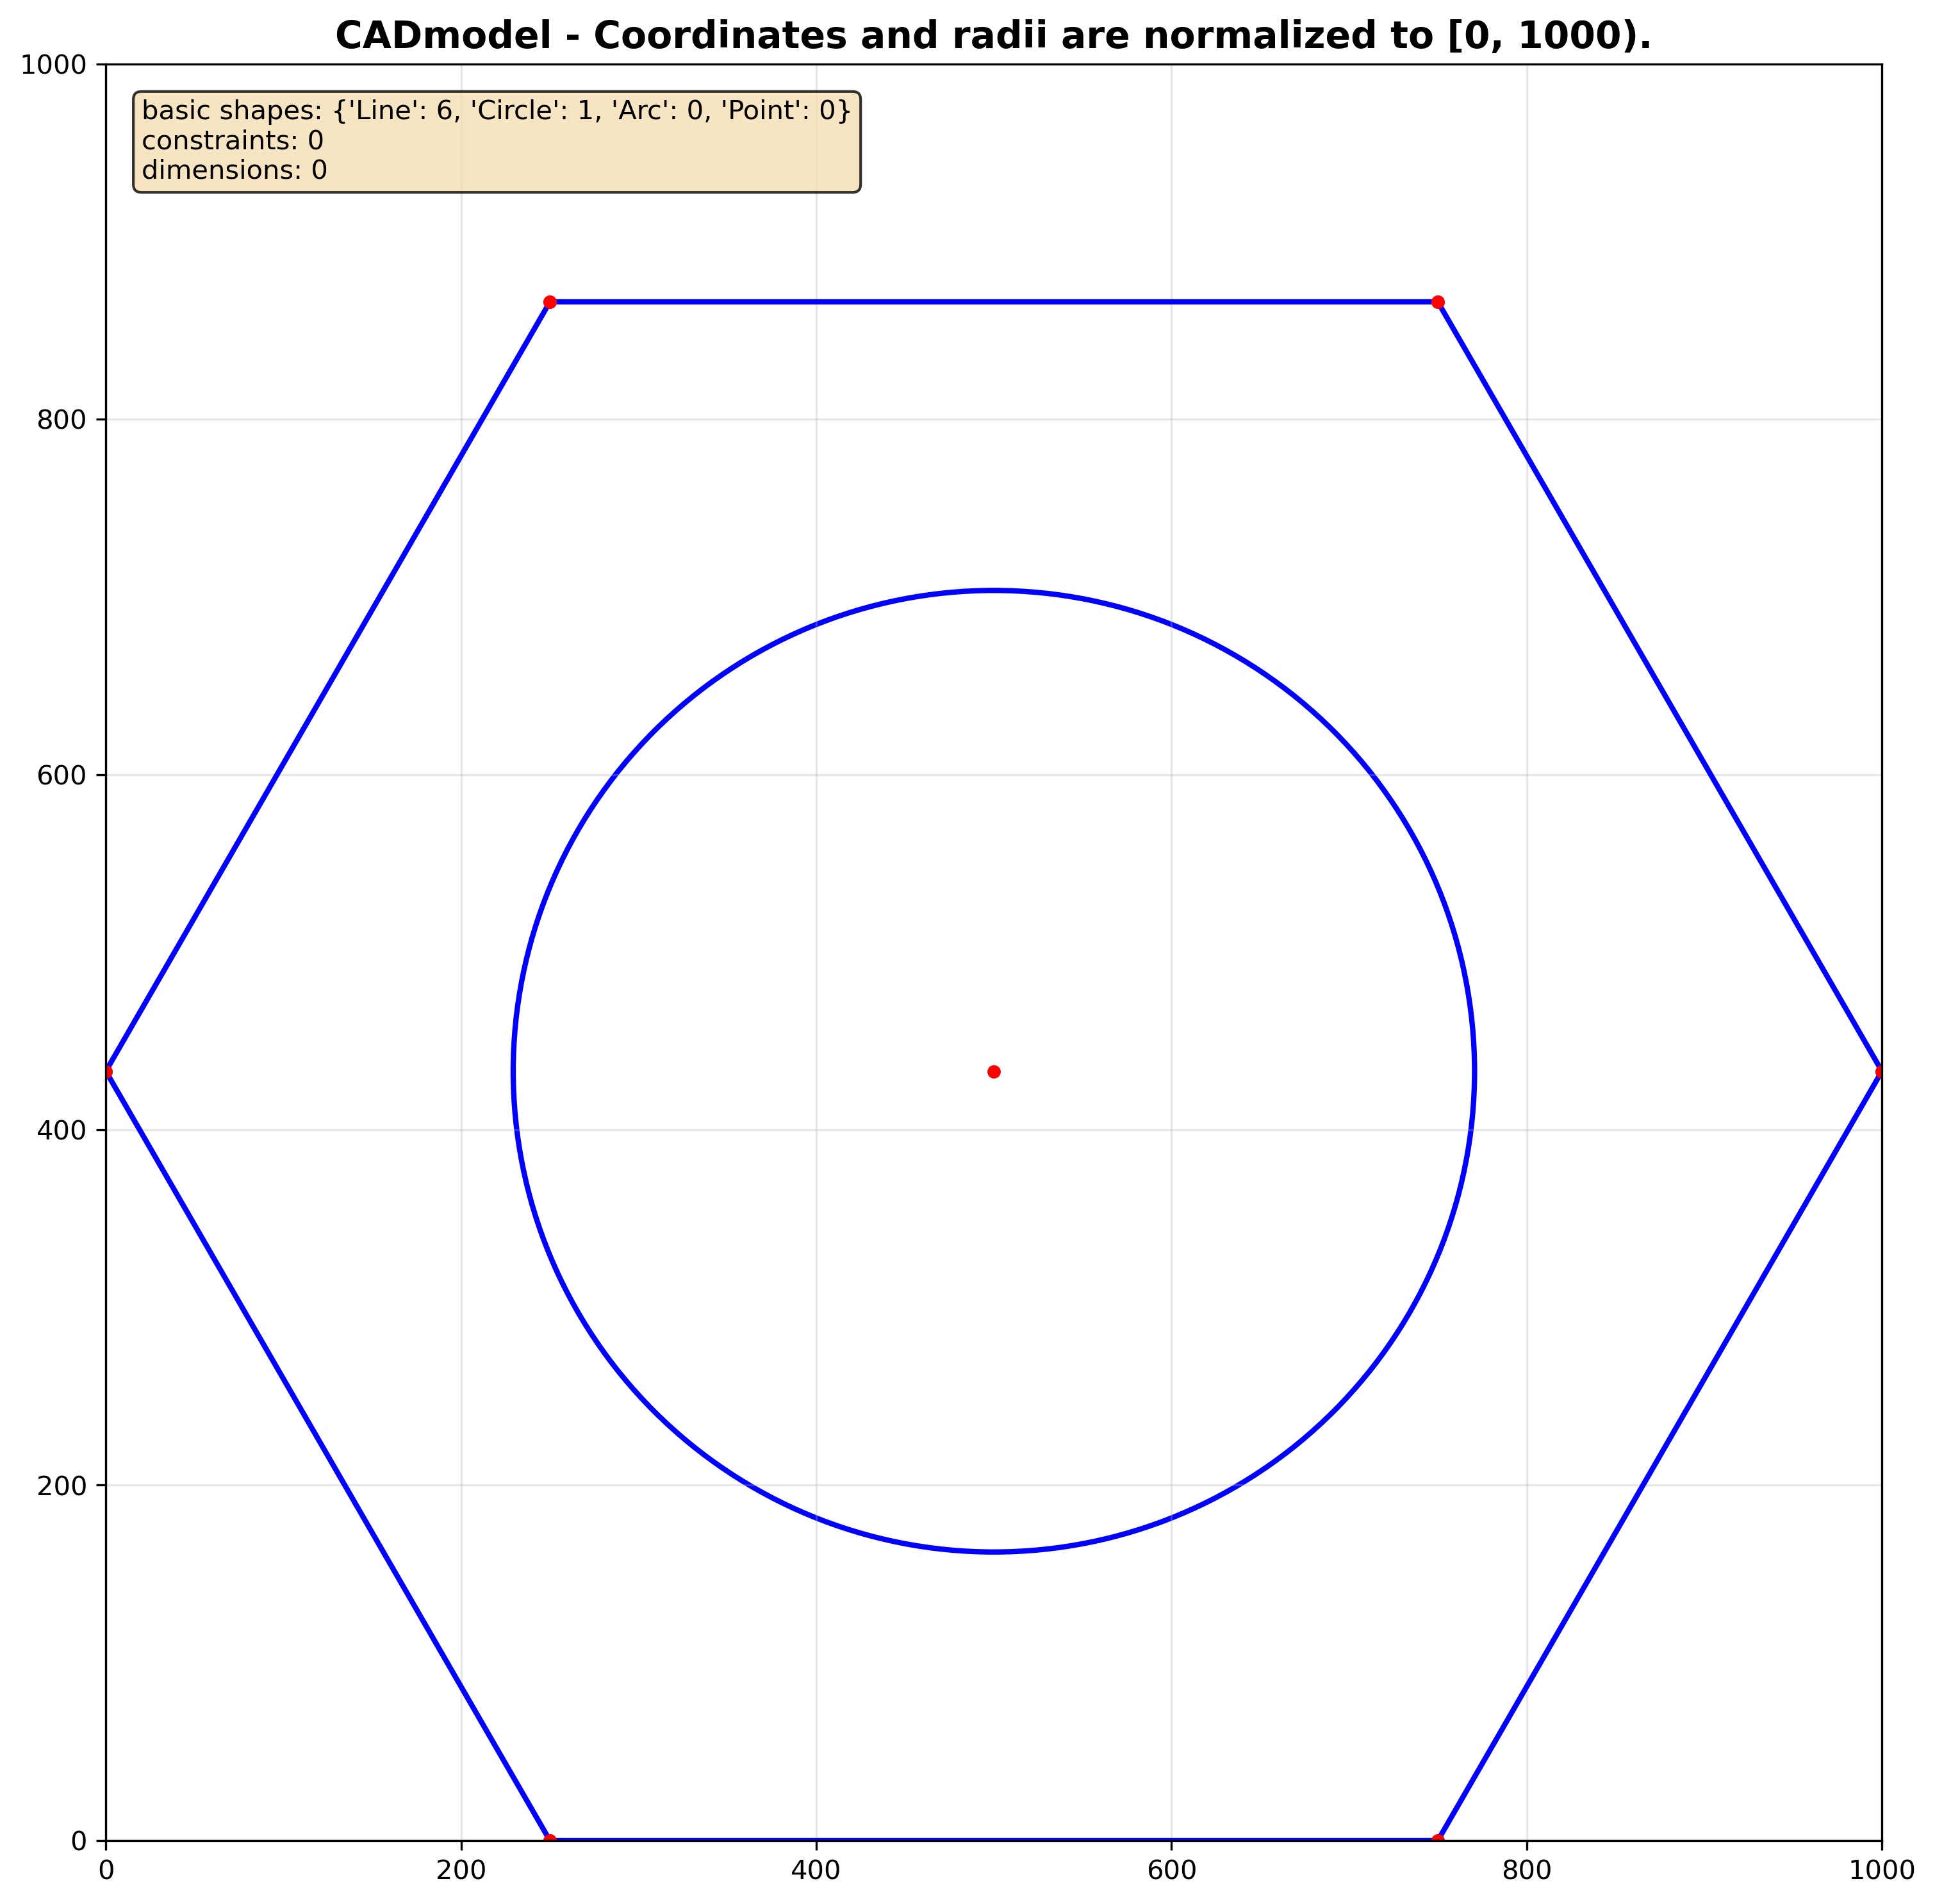 CADmodel - Coordinates and radii are normalized to [0, 1000).
1000
basic shapes: {'Line': 6, 'Circle': 1, 'Arc': 0, 'Point': 0}
constraints: 0
dimensions: 0
800
600
400
200
0
0 200 400 600 800 1000